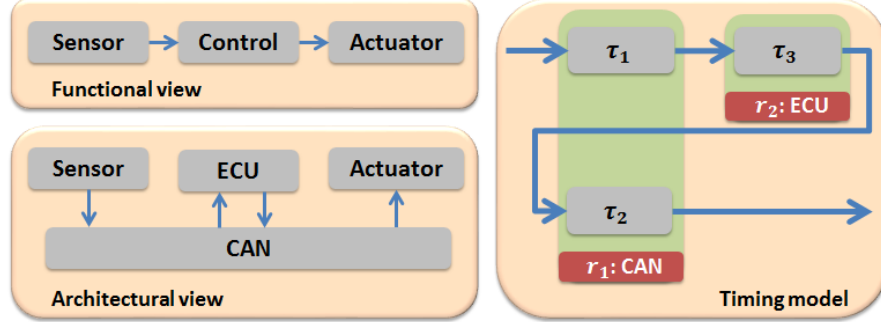 Sensor
Control
Actuator
Functional view
Sensor
ECU
Actuator
CAN
Architectural view
τ₁
τ₃
r₂: ECU
τ₂
r₁: CAN
Timing model